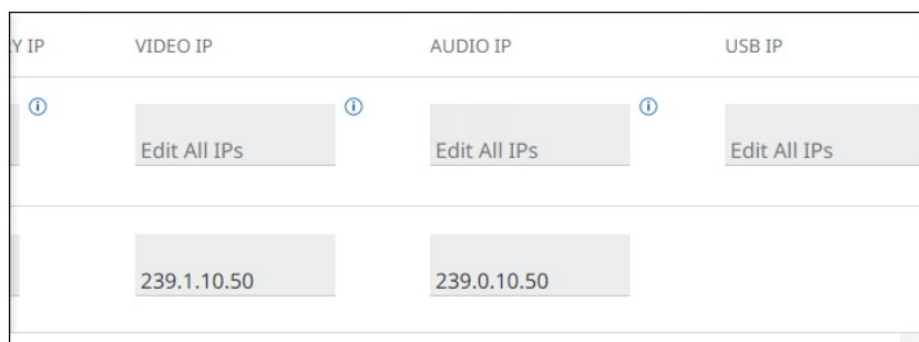 Y IP VIDEO IP AUDIO IP USB IP
Edit All IPs Edit All IPs Edit All IPs
239.1.10.50 239.0.10.50